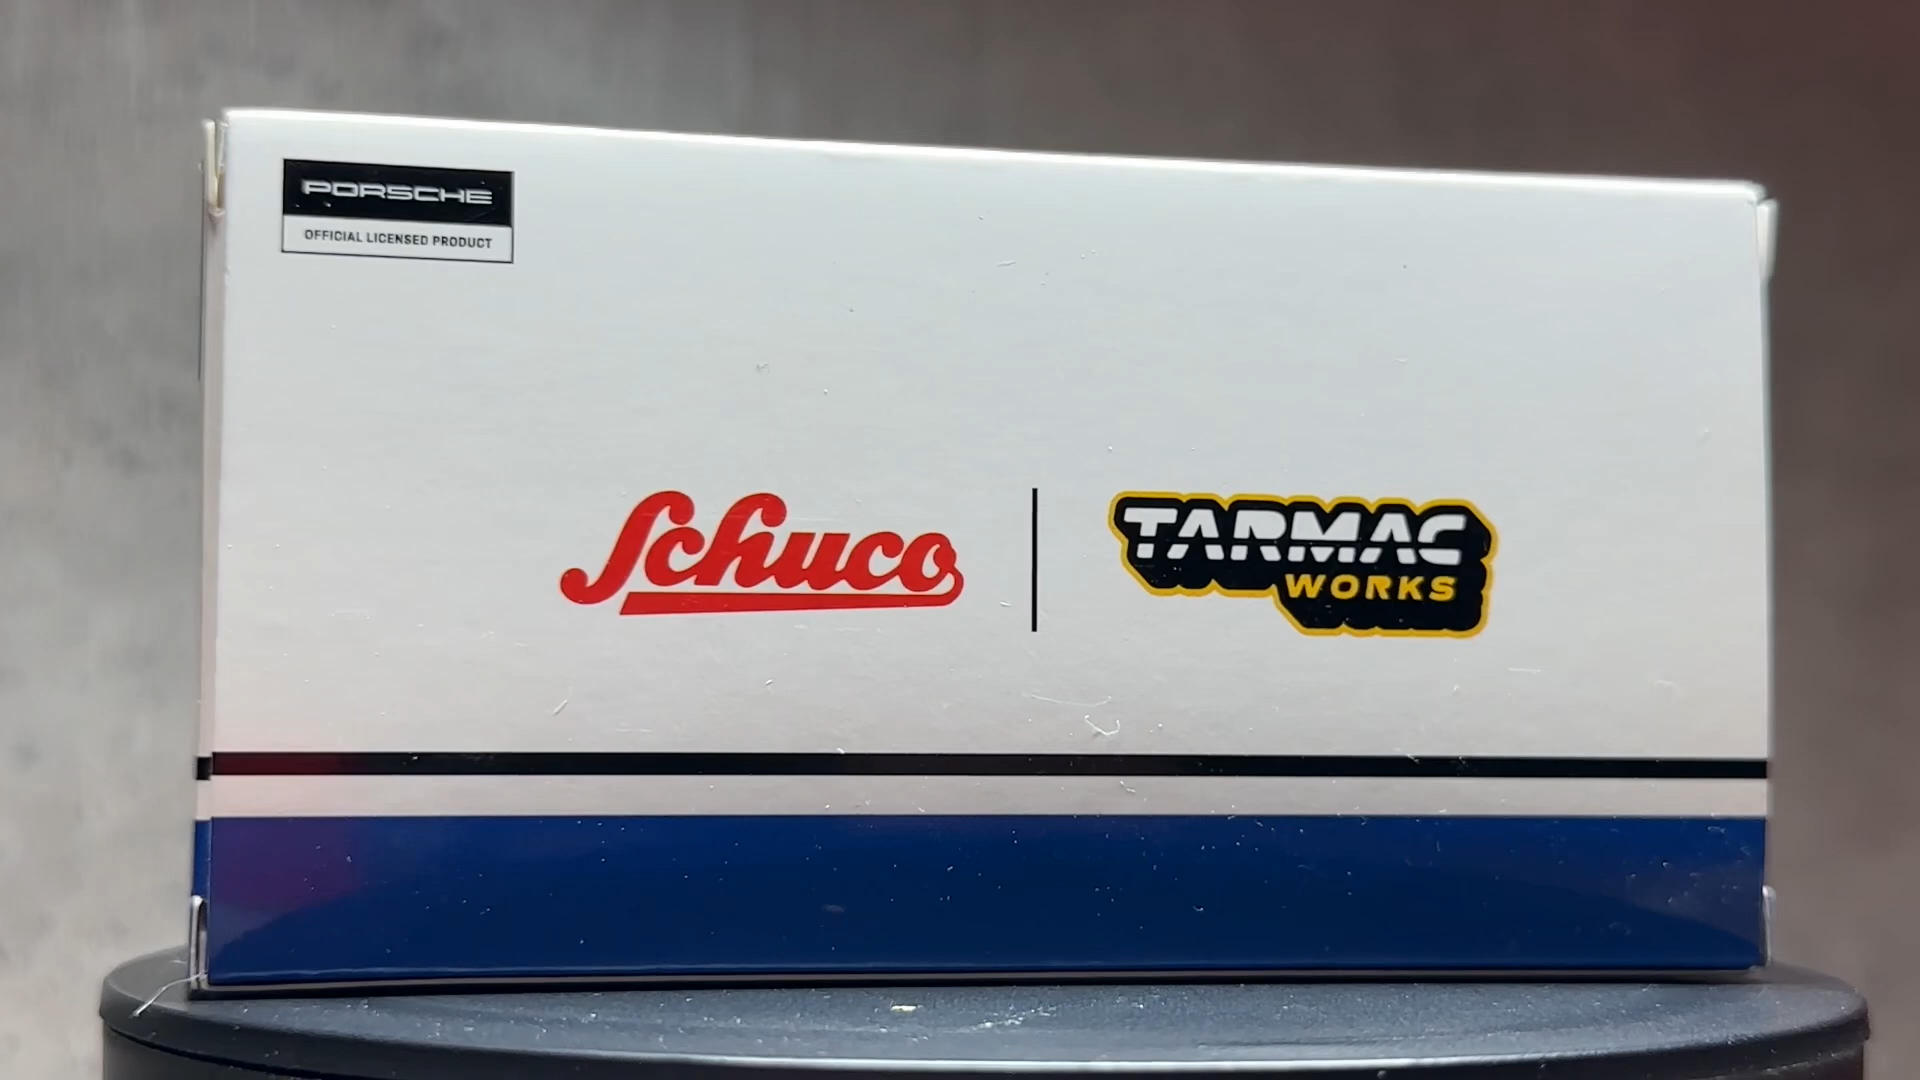 PORSCHE
OFFICIAL LICENSED PRODUCT
Schuco
TARMAC
WORKS